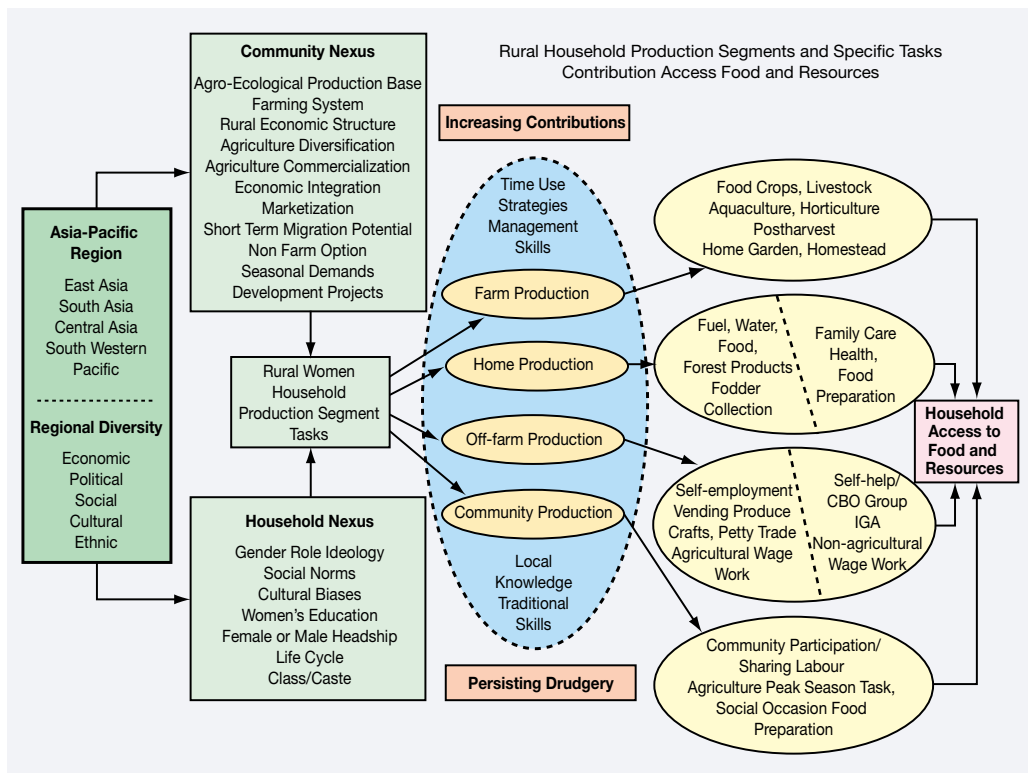 Rural Household Production Segments and Specific Tasks
Contribution Access Food and Resources
Asia-Pacific
Region
East Asia
South Asia
Central Asia
South Western
Pacific
Regional Diversity
Economic
Political
Social
Cultural
Ethnic
Community Nexus
Agro-Ecological Production Base
Farming System
Rural Economic Structure
Agriculture Diversification
Agriculture Commercialization
Economic Integration
Marketization
Short Term Migration Potential
Non Farm Option
Seasonal Demands
Development Projects
Rural Women
Household
Production Segment
Tasks
Household Nexus
Gender Role Ideology
Social Norms
Cultural Biases
Women’s Education
Female or Male Headship
Life Cycle
Class/Caste
Increasing Contributions
Time Use
Strategies
Management
Skills
Farm Production
Home Production
Off-farm Production
Community Production
Local
Knowledge
Traditional
Skills
Persisting Drudgery
Food Crops, Livestock
Aquaculture, Horticulture
Postharvest
Home Garden, Homestead
Fuel, Water,
Food,
Forest Products
Fodder
Collection
Family Care
Health,
Food
Preparation
Self-employment
Vending Produce
Crafts, Petty Trade
Agricultural Wage
Work
Self-help/
CBO Group
IGA
Non-agricultural
Wage Work
Community Participation/
Sharing Labour
Agriculture Peak Season Task,
Social Occasion Food
Preparation
Household
Access to
Food and
Resources